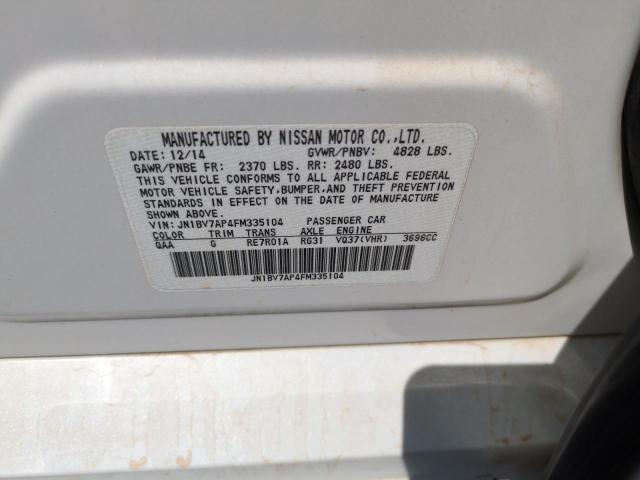 MANUFACTURED BY NISSAN MOTOR CO.,LTD.
DATE: 12/14 GVWR/PNBV: 4828 LBS.
GAWR/PNBE FR: 2370 LBS. RR: 2480 LBS.
THIS VEHICLE CONFORMS TO ALL APPLICABLE FEDERAL
MOTOR VEHICLE SAFETY,BUMPER,AND THEFT PREVENTION
STANDARDS IN EFFECT ON THE DATE OF MANUFACTURE
SHOWN ABOVE.
VIN: JN1BV7AP4FM335104 PASSENGER CAR
COLOR TRIM TRANS AXLE ENGINE
QAA G RE7R01A RG31 VQ37(VHR) 3696CC
JN1BV7AP4FM335104